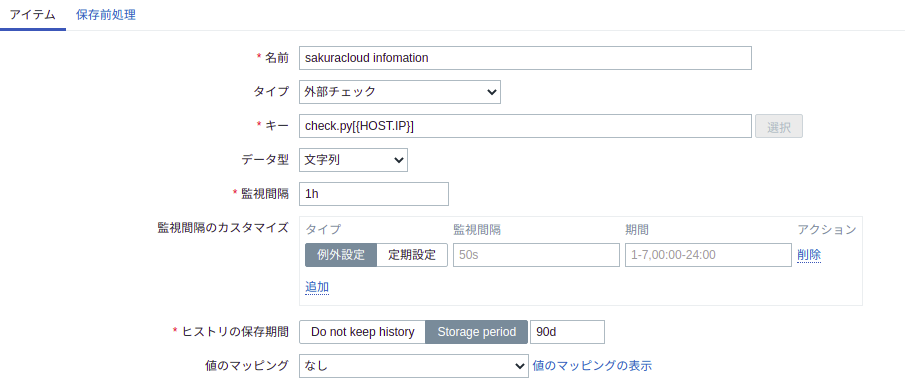 アイテム 保存前処理
* 名前 sakuracloud infomation
タイプ 外部チェック
* キー check.py[{HOST.IP}] 選択
データ型 文字列
* 監視間隔 1h
監視間隔のカスタマイズ タイプ 監視間隔 期間 アクション
例外設定 定期設定 50s 1-7,00:00-24:00 削除
追加
* ヒストリの保存期間 Do not keep history Storage period 90d
値のマッピング なし 値のマッピングの表示